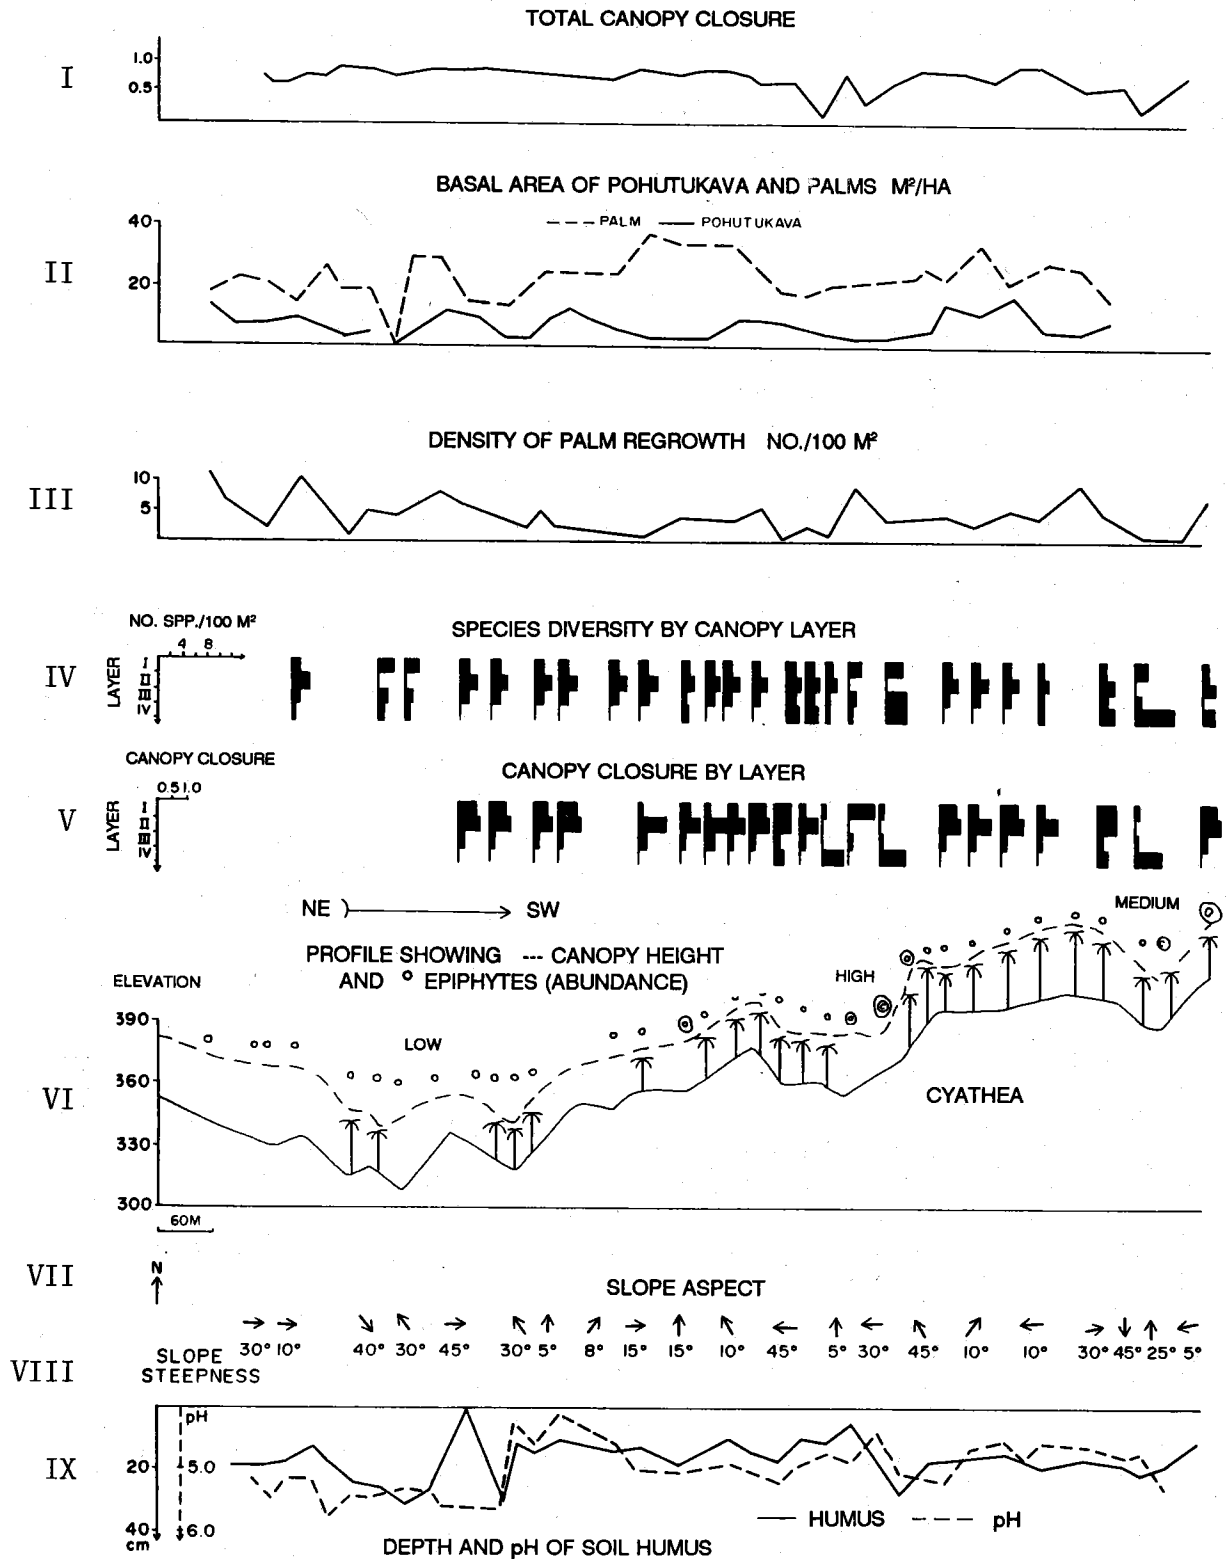 TOTAL CANOPY CLOSURE
I
1.0
0.5
BASAL AREA OF POHUTUKAVA AND PALMS M²/HA
II
40
20
PALM
POHUTUKAVA
DENSITY OF PALM REGROWTH NO./100 M²
III
10
5
NO. SPP./100 M²
4 8
SPECIES DIVERSITY BY CANOPY LAYER
IV
LAYER
I
II
III
IV
CANOPY CLOSURE
0.5 1.0
CANOPY CLOSURE BY LAYER
V
LAYER
I
II
III
IV
NE SW
MEDIUM
PROFILE SHOWING --- CANOPY HEIGHT
AND ° EPIPHYTES (ABUNDANCE)
HIGH
ELEVATION
LOW
VI
390
360
330
300
CYATHEA
60M
VII
N
SLOPE ASPECT
VIII
SLOPE
STEEPNESS
30° 10° 40° 30° 45° 30° 5° 8° 15° 15° 10° 45° 5° 30° 45° 10° 10° 30° 45° 25° 5°
IX
pH
20
5.0
40
cm
6.0
HUMUS
pH
DEPTH AND pH OF SOIL HUMUS